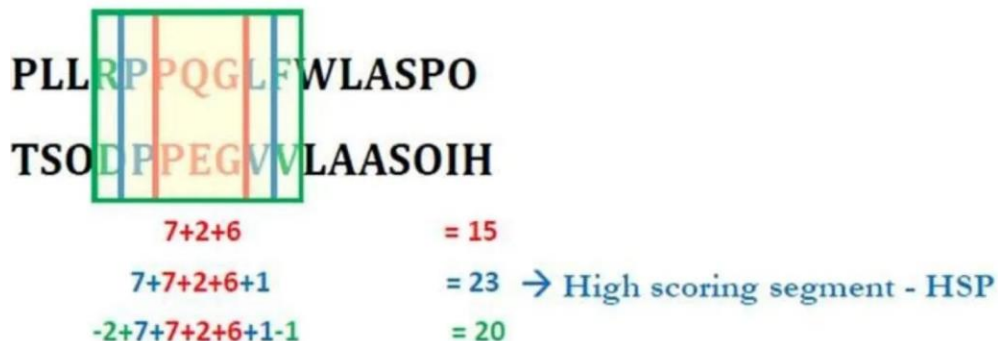 PLLRPPQGLFWLASPO
TSODPPEGVVLAASOIH
7+2+6 = 15
7+7+2+6+1 = 23 → High scoring segment - HSP
-2+7+7+2+6+1-1 = 20